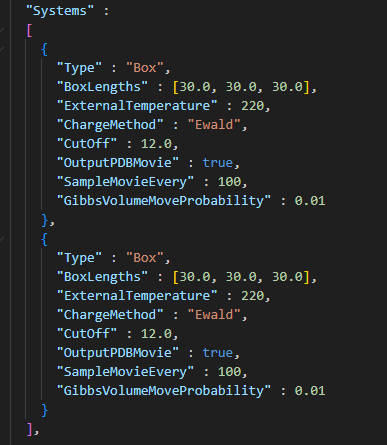 "Systems" :
[
{
"Type" : "Box",
"BoxLengths" : [30.0, 30.0, 30.0],
"ExternalTemperature" : 220,
"ChargeMethod" : "Ewald",
"CutOff" : 12.0,
"OutputPDBMovie" : true,
"SampleMovieEvery" : 100,
"GibbsVolumeMoveProbability" : 0.01
},
{
"Type" : "Box",
"BoxLengths" : [30.0, 30.0, 30.0],
"ExternalTemperature" : 220,
"ChargeMethod" : "Ewald",
"CutOff" : 12.0,
"OutputPDBMovie" : true,
"SampleMovieEvery" : 100,
"GibbsVolumeMoveProbability" : 0.01
}
],